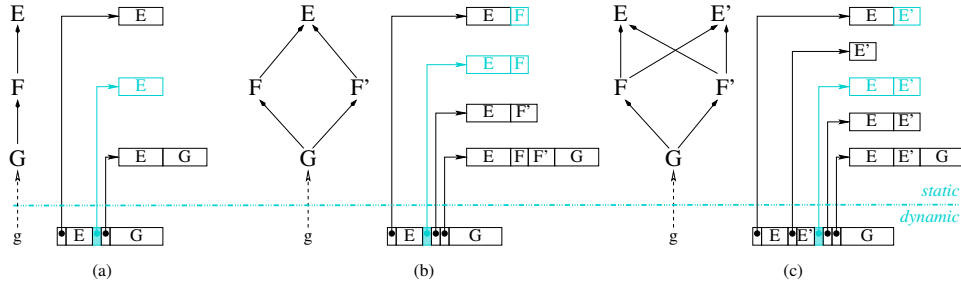 E E E E F E E' E E'
E'
F E F F' E F F F' E E'
E F' E E'
G E G G E F F' G G E E' G
static
dynamic
g E G g E G g E E' G
(a) (b) (c)